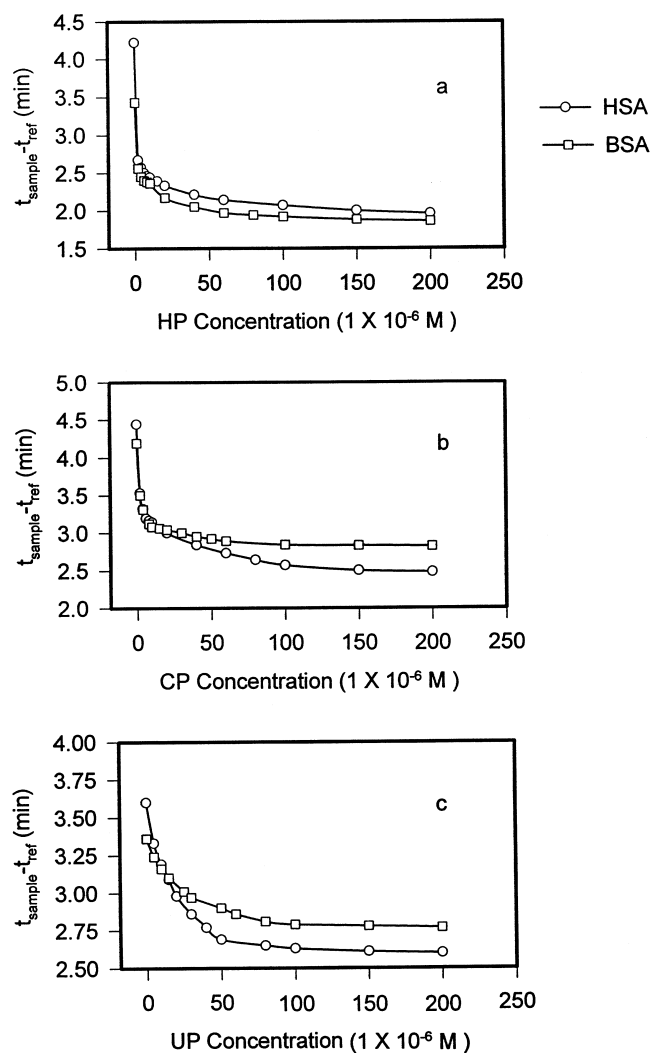 4.5
4.0
3.5
3.0
2.5
2.0
1.5
t_sample-t_ref (min)
a
HSA
BSA
0 50 100 150 200 250
HP Concentration (1 X 10⁻⁶ M )
5.0
4.5
4.0
3.5
3.0
2.5
2.0
t_sample-t_ref (min)
b
0 50 100 150 200 250
CP Concentration (1 X 10⁻⁶ M )
4.00
3.75
3.50
3.25
3.00
2.75
2.50
t_sample-t_ref (min)
c
0 50 100 150 200 250
UP Concentration (1 X 10⁻⁶ M )